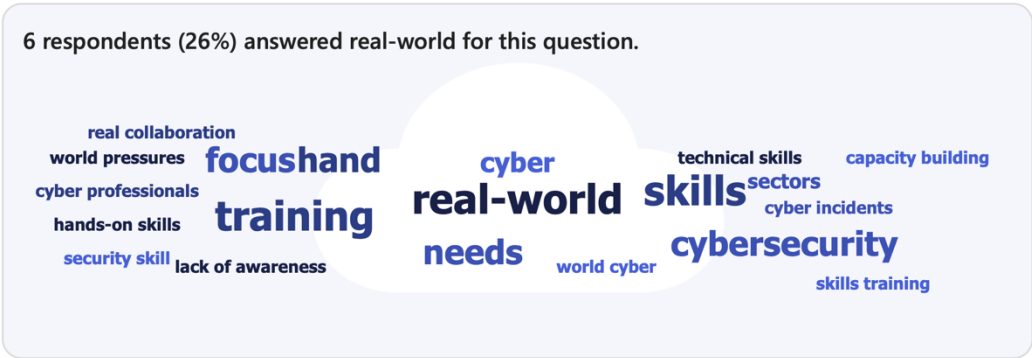 6 respondents (26%) answered real-world for this question.
real collaboration
world pressures
focus
hand
cyber
technical skills
capacity building
cyber professionals
training
real-world
skills
sectors
hands-on skills
cyber incidents
security skill
lack of awareness
needs
world cyber
cybersecurity
skills training